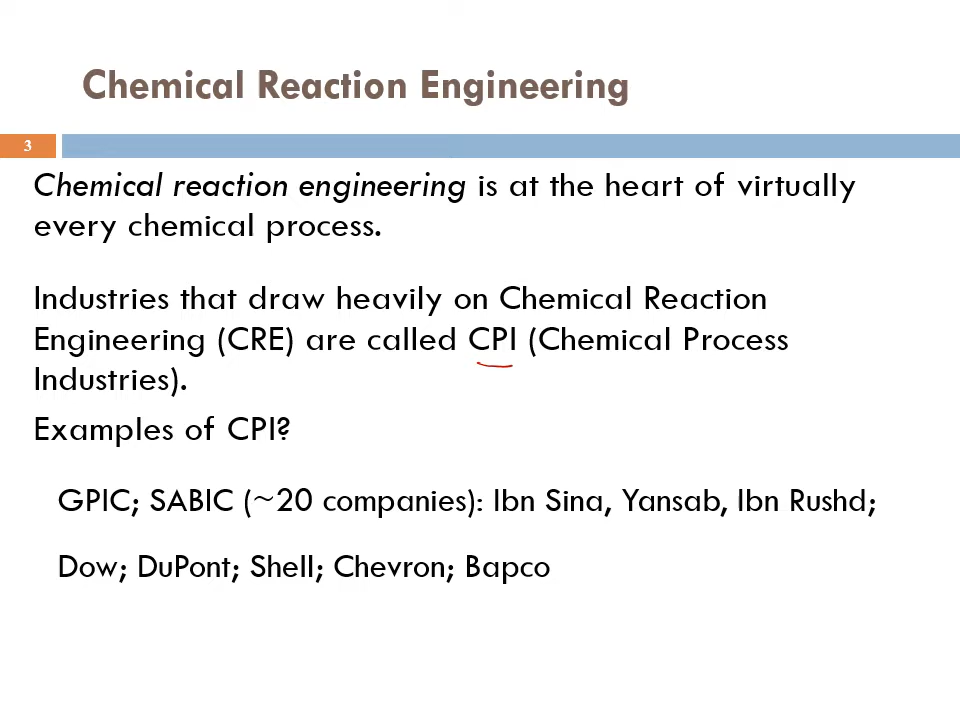 Chemical Reaction Engineering
3
Chemical reaction engineering is at the heart of virtually
every chemical process.
Industries that draw heavily on Chemical Reaction
Engineering (CRE) are called CPI (Chemical Process
Industries).
Examples of CPI?
GPIC; SABIC (~20 companies): Ibn Sina, Yansab, Ibn Rushd;
Dow; DuPont; Shell; Chevron; Bapco